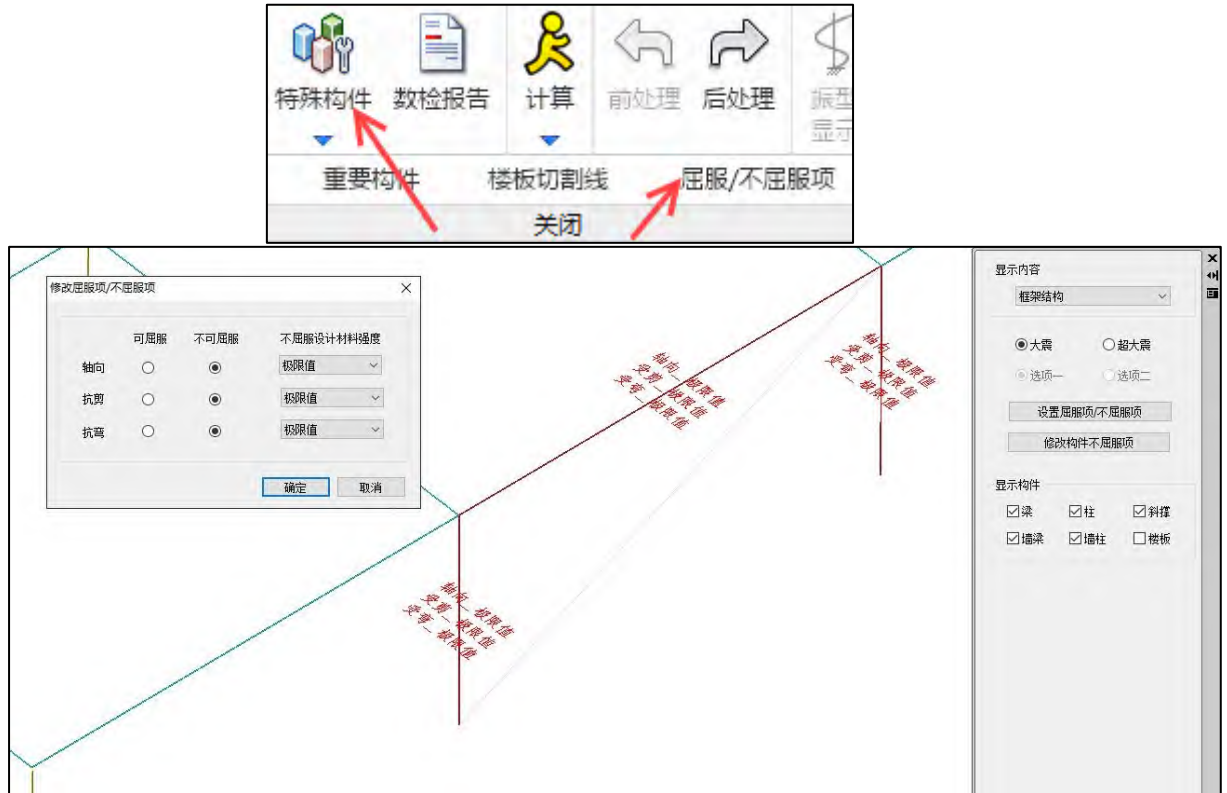 特殊构件 数检报告 计算 前处理 后处理 振型
显示
重要构件 楼板切割线 屈服/不屈服项
关闭
修改屈服项/不屈服项
可屈服 不可屈服 不屈服设计材料强度
轴向 极限值
抗剪 极限值
抗弯 极限值
确定 取消
轴向_极限值
受剪_极限值
受弯_极限值
轴向_极限值
受剪_极限值
受弯_极限值
轴向_极限值
受剪_极限值
受弯_极限值
显示内容
框架结构
大震 超大震
选项一 选项二
设置屈服项/不屈服项
修改构件不屈服项
显示构件
梁 柱 斜撑
墙梁 墙柱 楼板